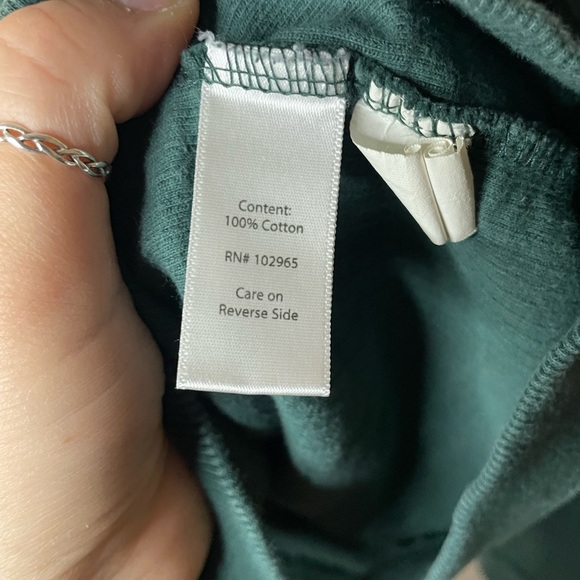 Content:
100% Cotton
RN# 102965
Care on
Reverse Side